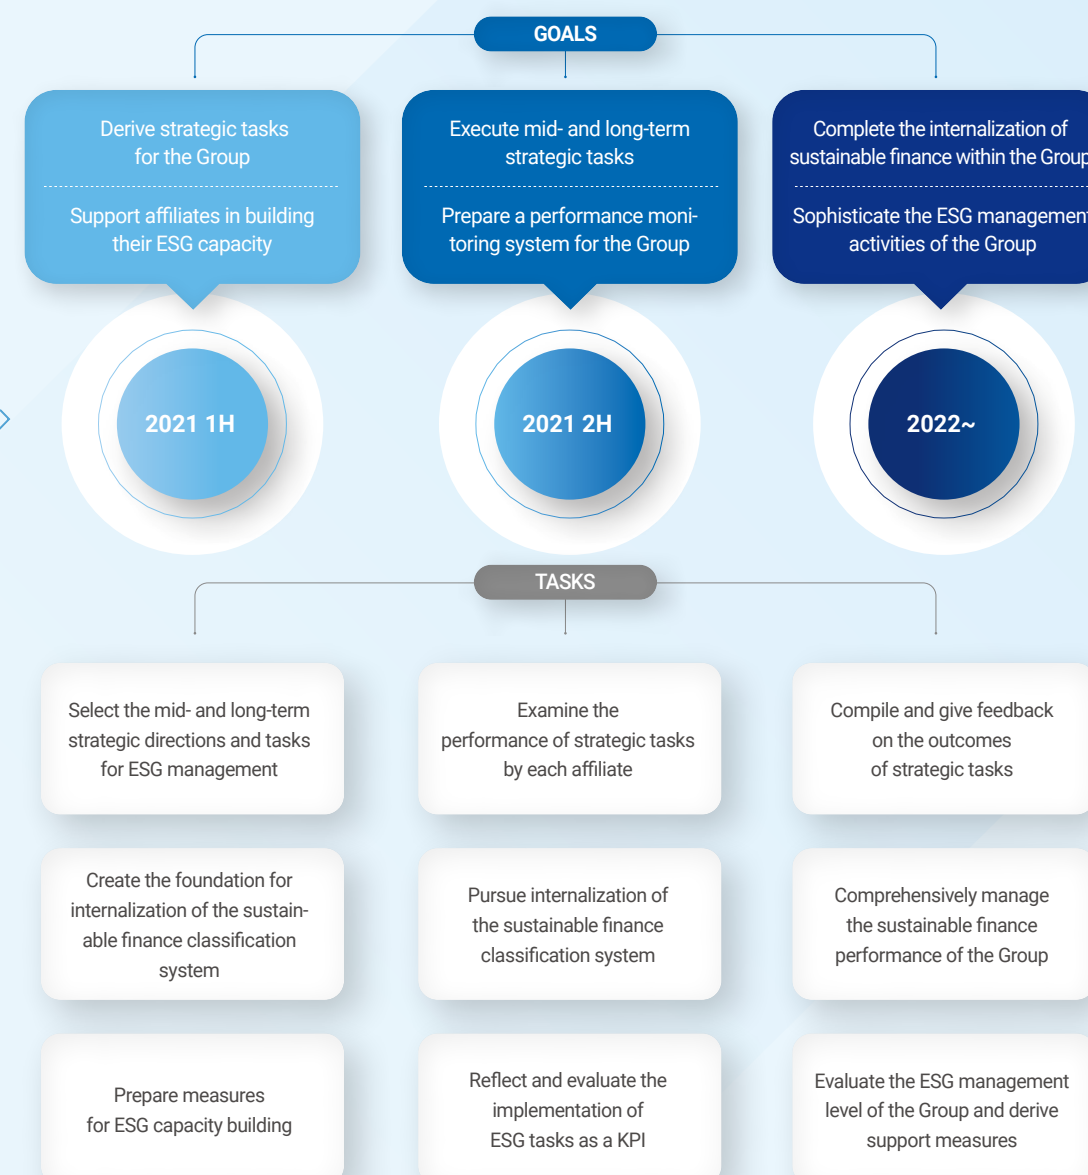 GOALS
Derive strategic tasks
for the Group
Support affiliates in building
their ESG capacity
Execute mid- and long-term
strategic tasks
Prepare a performance moni-
toring system for the Group
Complete the internalization of
sustainable finance within the Group
Sophisticate the ESG management
activities of the Group
2021 1H
2021 2H
2022~
TASKS
Select the mid- and long-term
strategic directions and tasks
for ESG management
Examine the
performance of strategic tasks
by each affiliate
Compile and give feedback
on the outcomes
of strategic tasks
Create the foundation for
internalization of the sustain-
able finance classification
system
Pursue internalization of
the sustainable finance
classification system
Comprehensively manage
the sustainable finance
performance of the Group
Prepare measures
for ESG capacity building
Reflect and evaluate the
implementation of
ESG tasks as a KPI
Evaluate the ESG management
level of the Group and derive
support measures